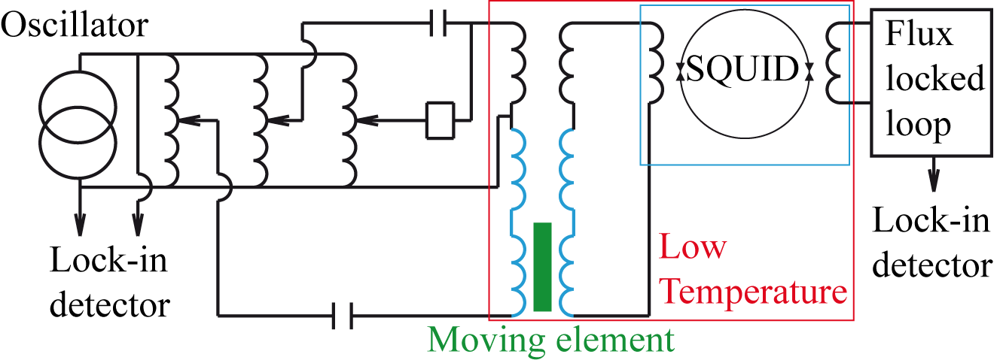 Oscillator
SQUID
Flux
locked
loop
Lock-in
detector
Low
Temperature
Lock-in
detector
Moving element